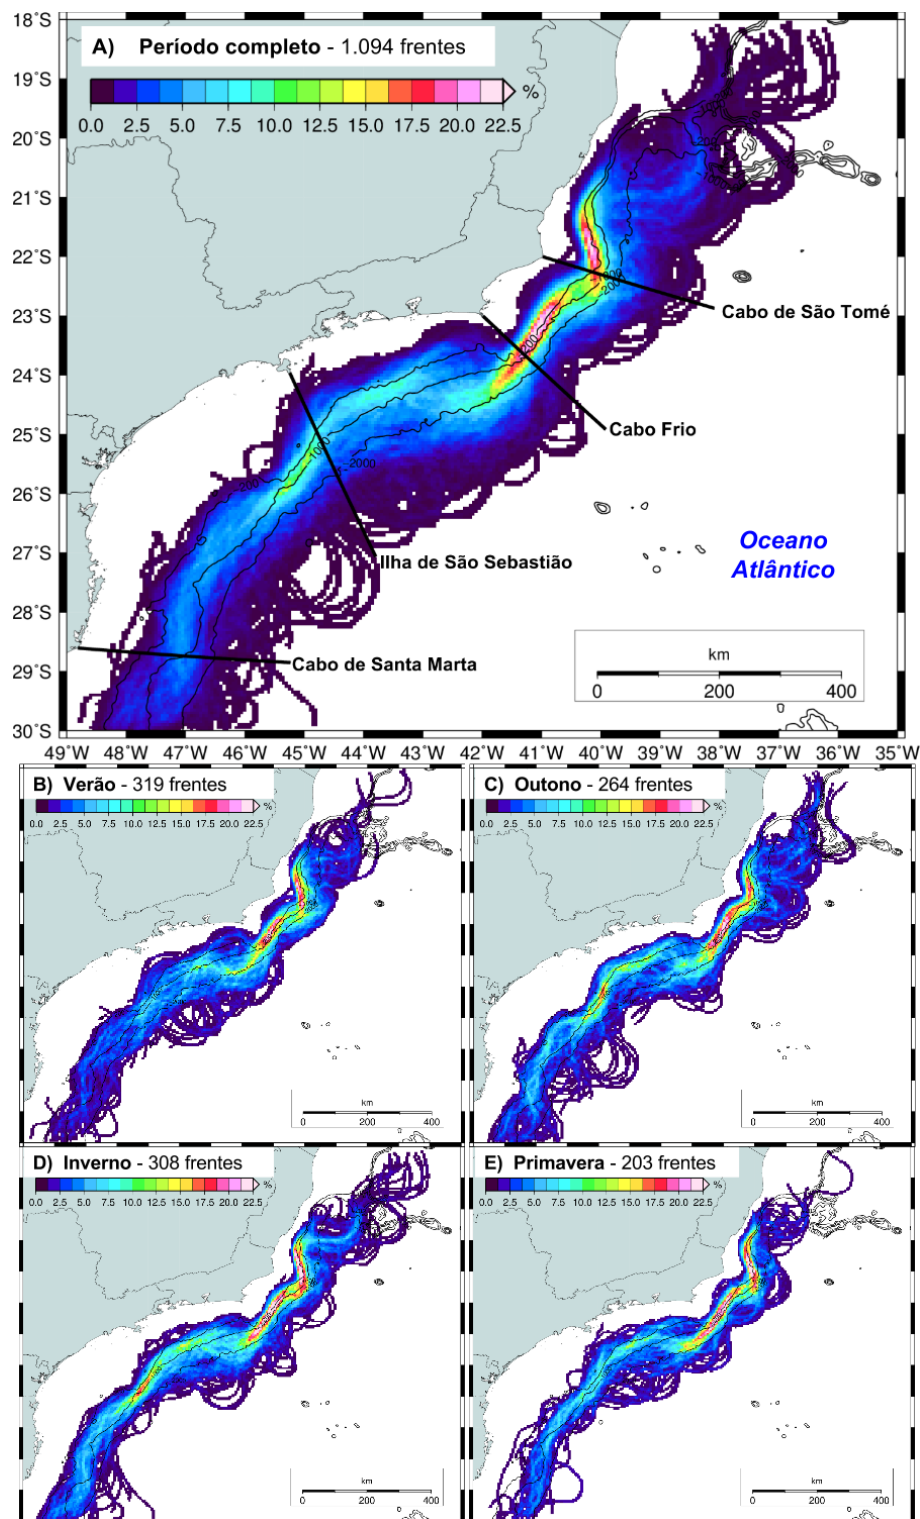 18°S
A) Período completo - 1.094 frentes
19°S
%
0.0 2.5 5.0 7.5 10.0 12.5 15.0 17.5 20.0 22.5
20°S
21°S
22°S
23°S
Cabo de São Tomé
24°S
Cabo Frio
25°S
-200 -1000 -2000
26°S
Oceano
Atlântico
27°S
Ilha de São Sebastião
28°S
Cabo de Santa Marta
29°S
km
0 200 400
30°S
49°W 48°W 47°W 46°W 45°W 44°W 43°W 42°W 41°W 40°W 39°W 38°W 37°W 36°W 35°W
B) Verão - 319 frentes
%
0.0 2.5 5.0 7.5 10.0 12.5 15.0 17.5 20.0 22.5
km
0 200 400
C) Outono - 264 frentes
%
0.0 2.5 5.0 7.5 10.0 12.5 15.0 17.5 20.0 22.5
km
0 200 400
D) Inverno - 308 frentes
%
0.0 2.5 5.0 7.5 10.0 12.5 15.0 17.5 20.0 22.5
km
0 200 400
E) Primavera - 203 frentes
%
0.0 2.5 5.0 7.5 10.0 12.5 15.0 17.5 20.0 22.5
km
0 200 400